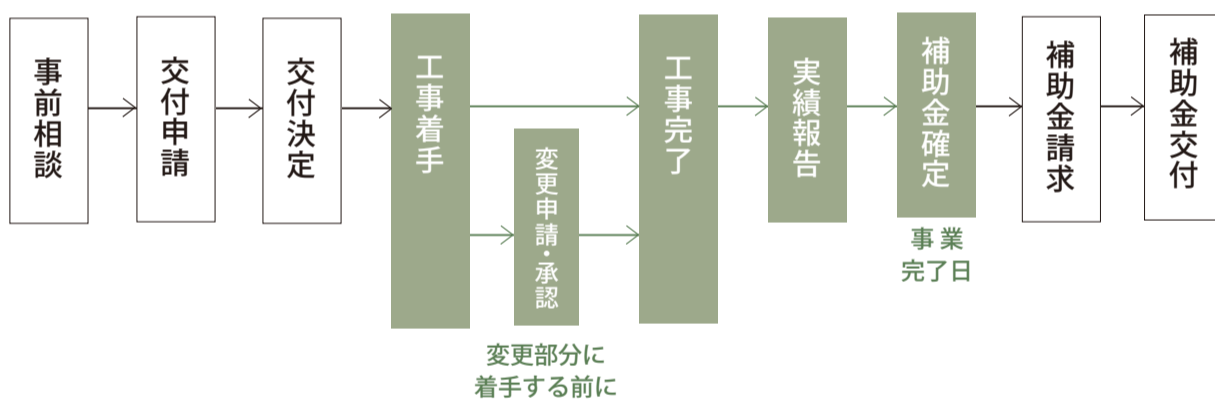 事前相談
交付申請
交付決定
工事着手
変更申請・承認
変更部分に
着手する前に
工事完了
実績報告
補助金確定
事業
完了日
補助金請求
補助金交付